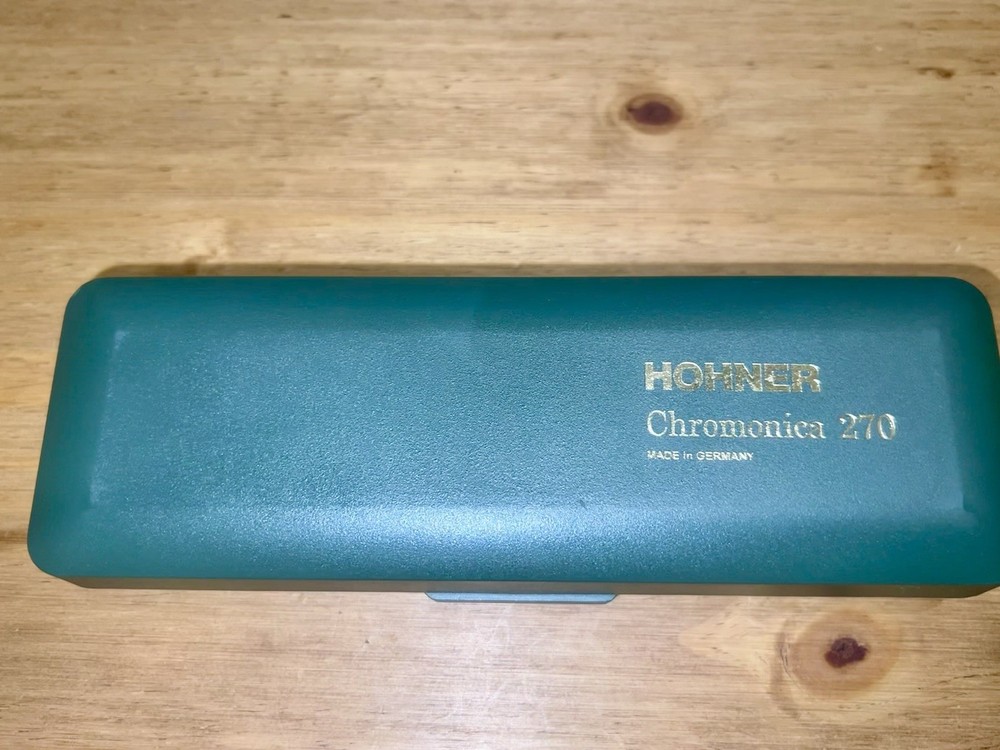 HOHNER
Chromonica 270
MADE in GERMANY